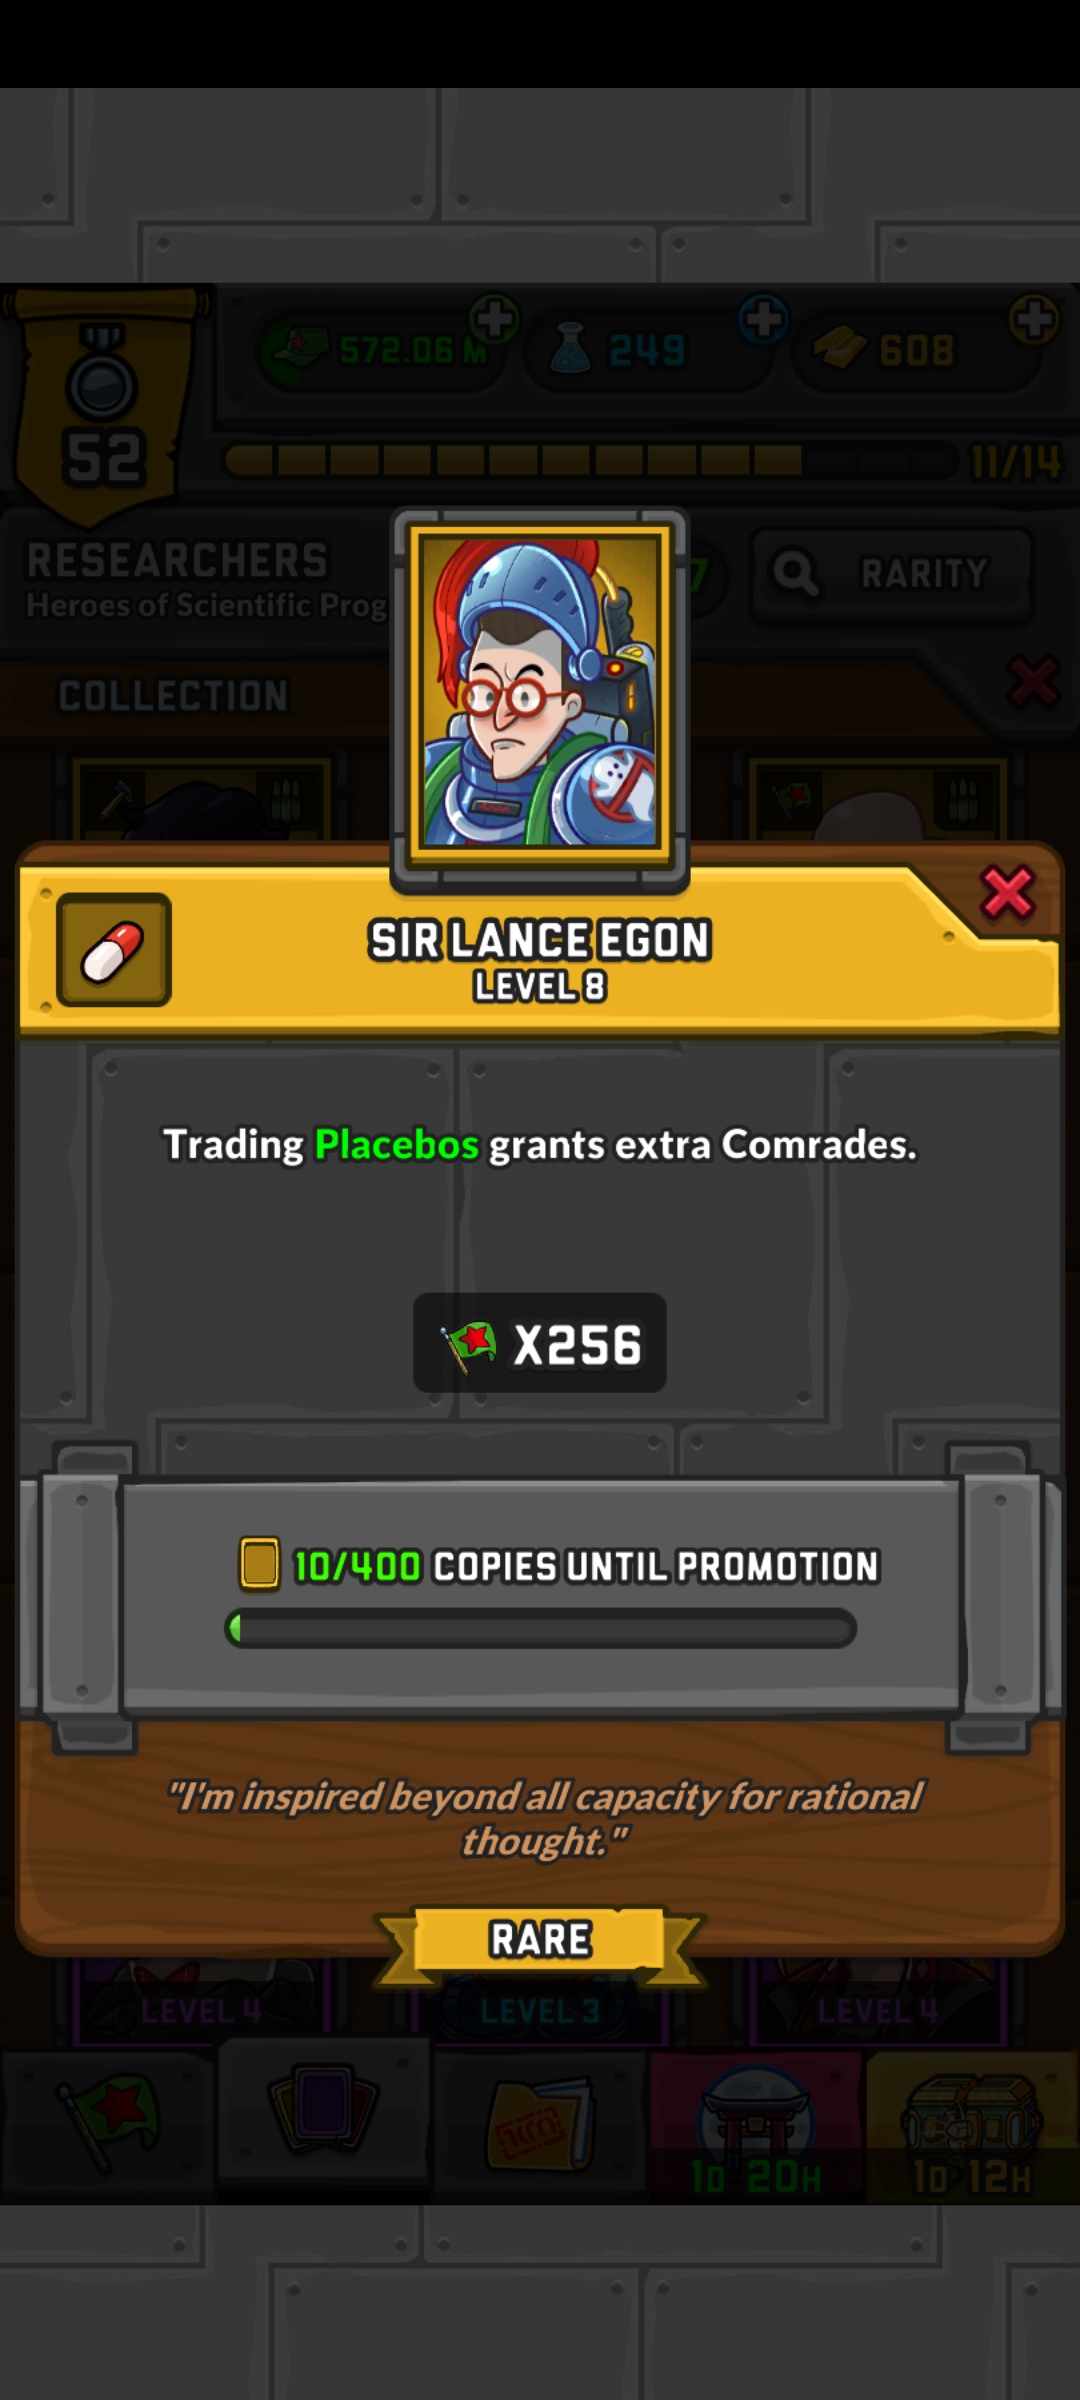 572.06 M
249
608
52
11/14
RESEARCHERS
7
RARITY
Heroes of Scientific Prog
COLLECTION
SIR LANCE EGON
LEVEL 8
Trading Placebos grants extra Comrades.
X256
10/400 COPIES UNTIL PROMOTION
"I'm inspired beyond all capacity for rational
thought."
RARE
LEVEL 4
LEVEL 3
LEVEL 4
1D 20H
1D 12H